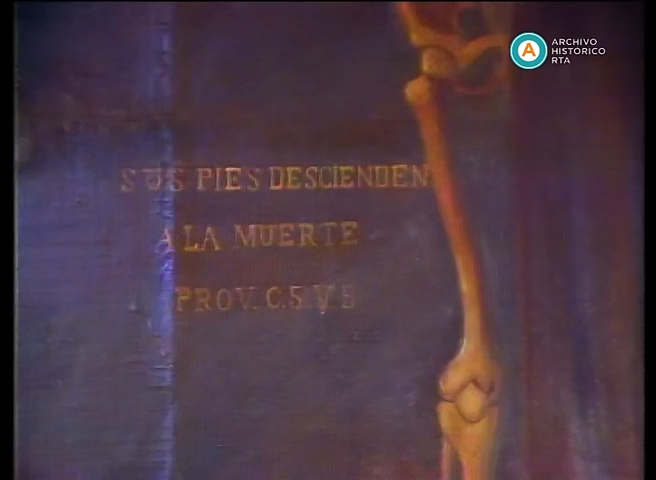 A
ARCHIVO
HISTORICO
RTA
SUS PIES DESCIENDEN
A LA MUERTE
PROV. C.5 V 5